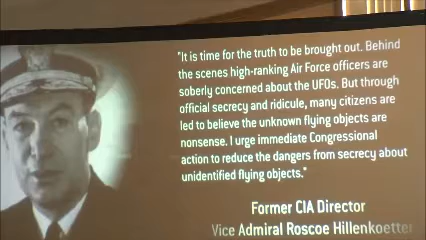 "It is time for the truth to be brought out. Behind
the scenes high-ranking Air Force officers are
soberly concerned about the UFOs. But through
official secrecy and ridicule, many citizens are
led to believe the unknown flying objects are
nonsense. I urge immediate Congressional
action to reduce the dangers from secrecy about
unidentified flying objects."
Former CIA Director
Vice Admiral Roscoe Hillenkoetter